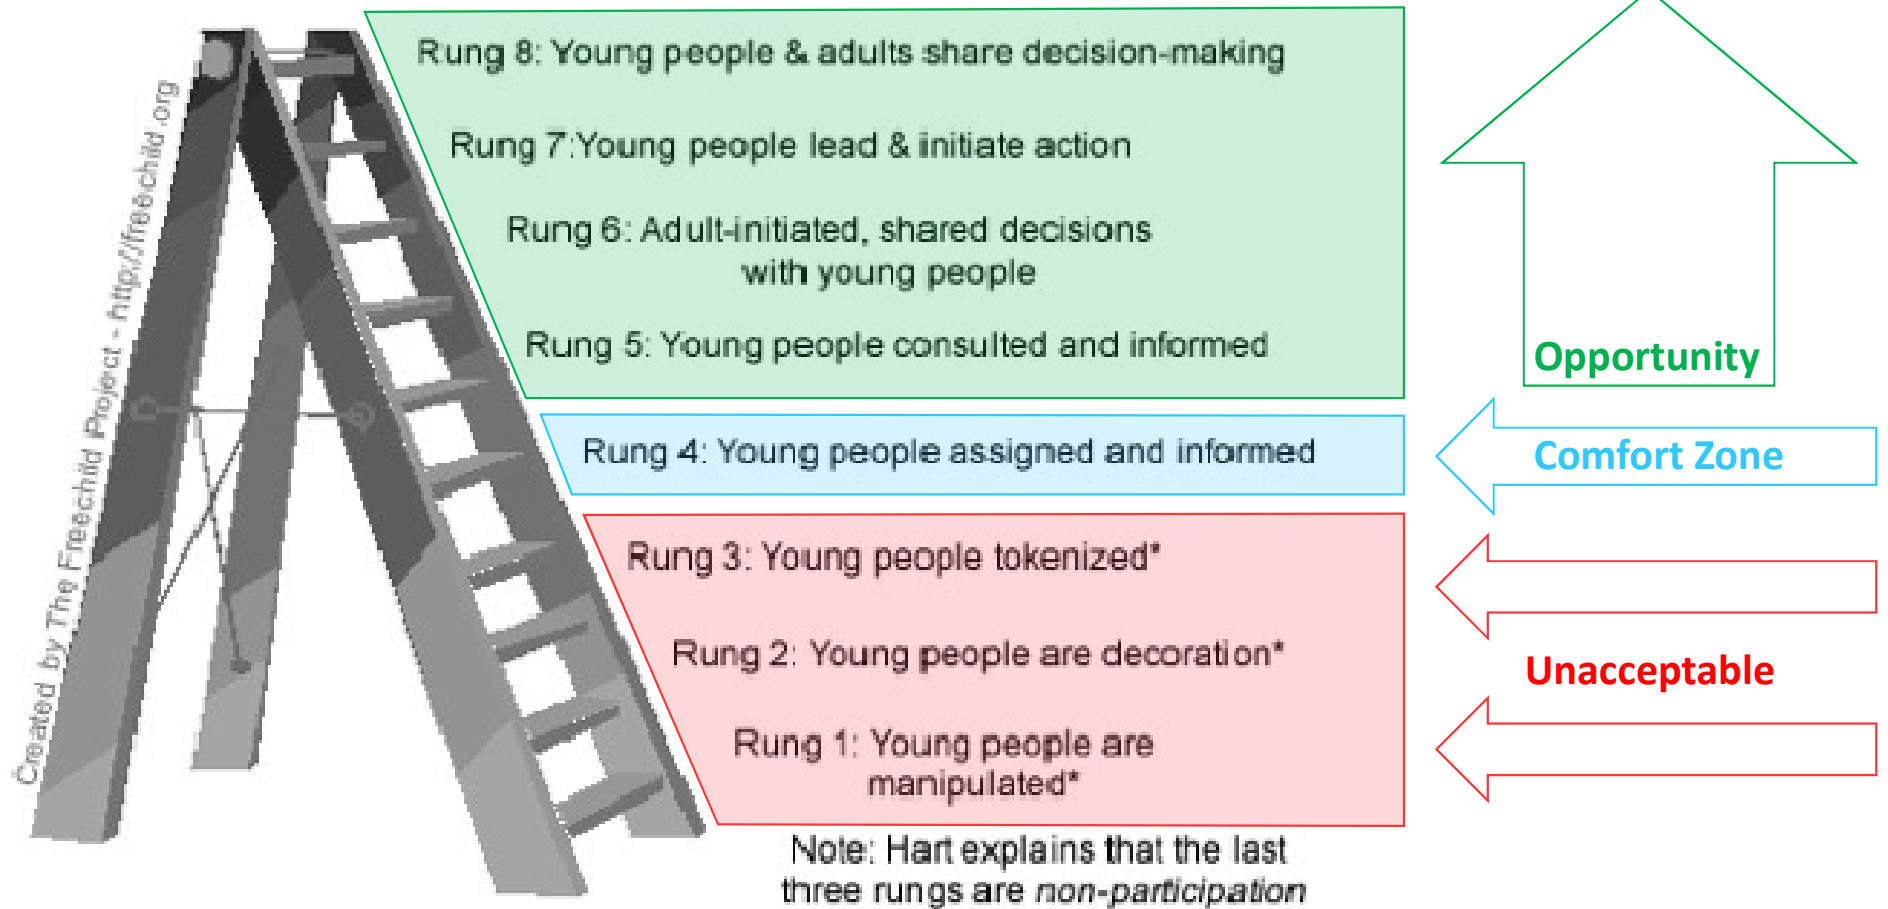 Rung 8: Young people & adults share decision-making
Rung 7:Young people lead & initiate action
Rung 6: Adult-initiated, shared decisions
with young people
Rung 5: Young people consulted and informed
Opportunity
Rung 4: Young people assigned and informed
Comfort Zone
Rung 3: Young people tokenized*
Rung 2: Young people are decoration*
Unacceptable
Rung 1: Young people are
manipulated*
Note: Hart explains that the last
three rungs are non-participation
Created by The Freechild Project - http://freechild.org